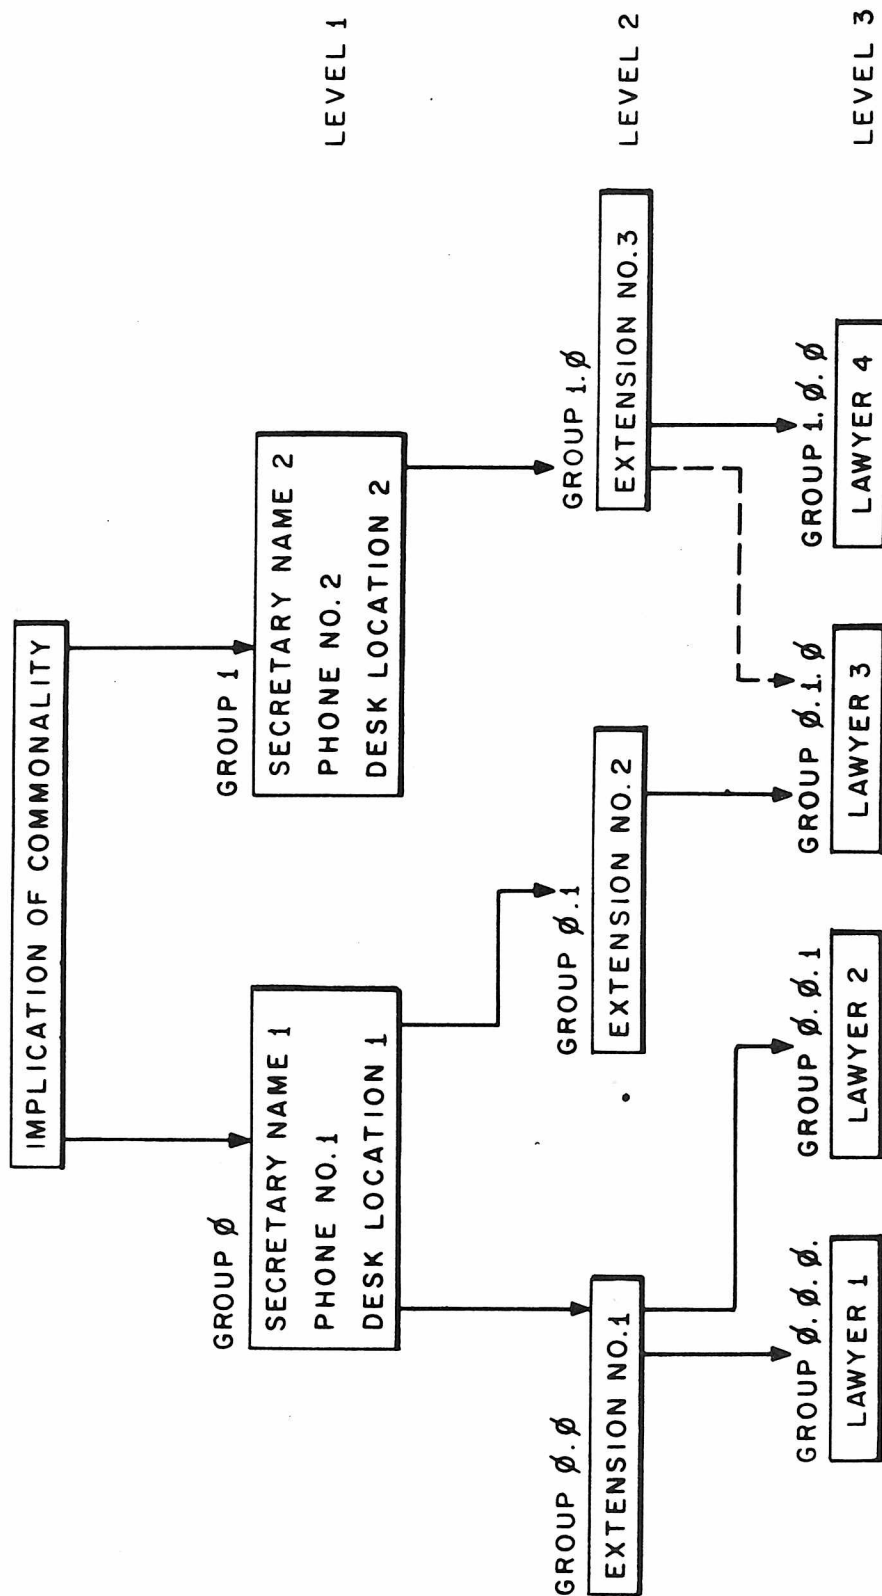 IMPLICATION OF COMMONALITY
LEVEL 1
GROUP Ø
SECRETARY NAME 1
PHONE NO.1
DESK LOCATION 1
GROUP 1
SECRETARY NAME 2
PHONE NO. 2
DESK LOCATION 2
LEVEL 2
GROUP Ø.Ø
EXTENSION NO.1
GROUP Ø.1
EXTENSION NO.2
GROUP 1.Ø
EXTENSION NO.3
LEVEL 3
GROUP Ø.Ø.Ø.
LAWYER 1
GROUP Ø.Ø.1
LAWYER 2
GROUP Ø.1.Ø
LAWYER 3
GROUP 1.Ø.Ø
LAWYER 4